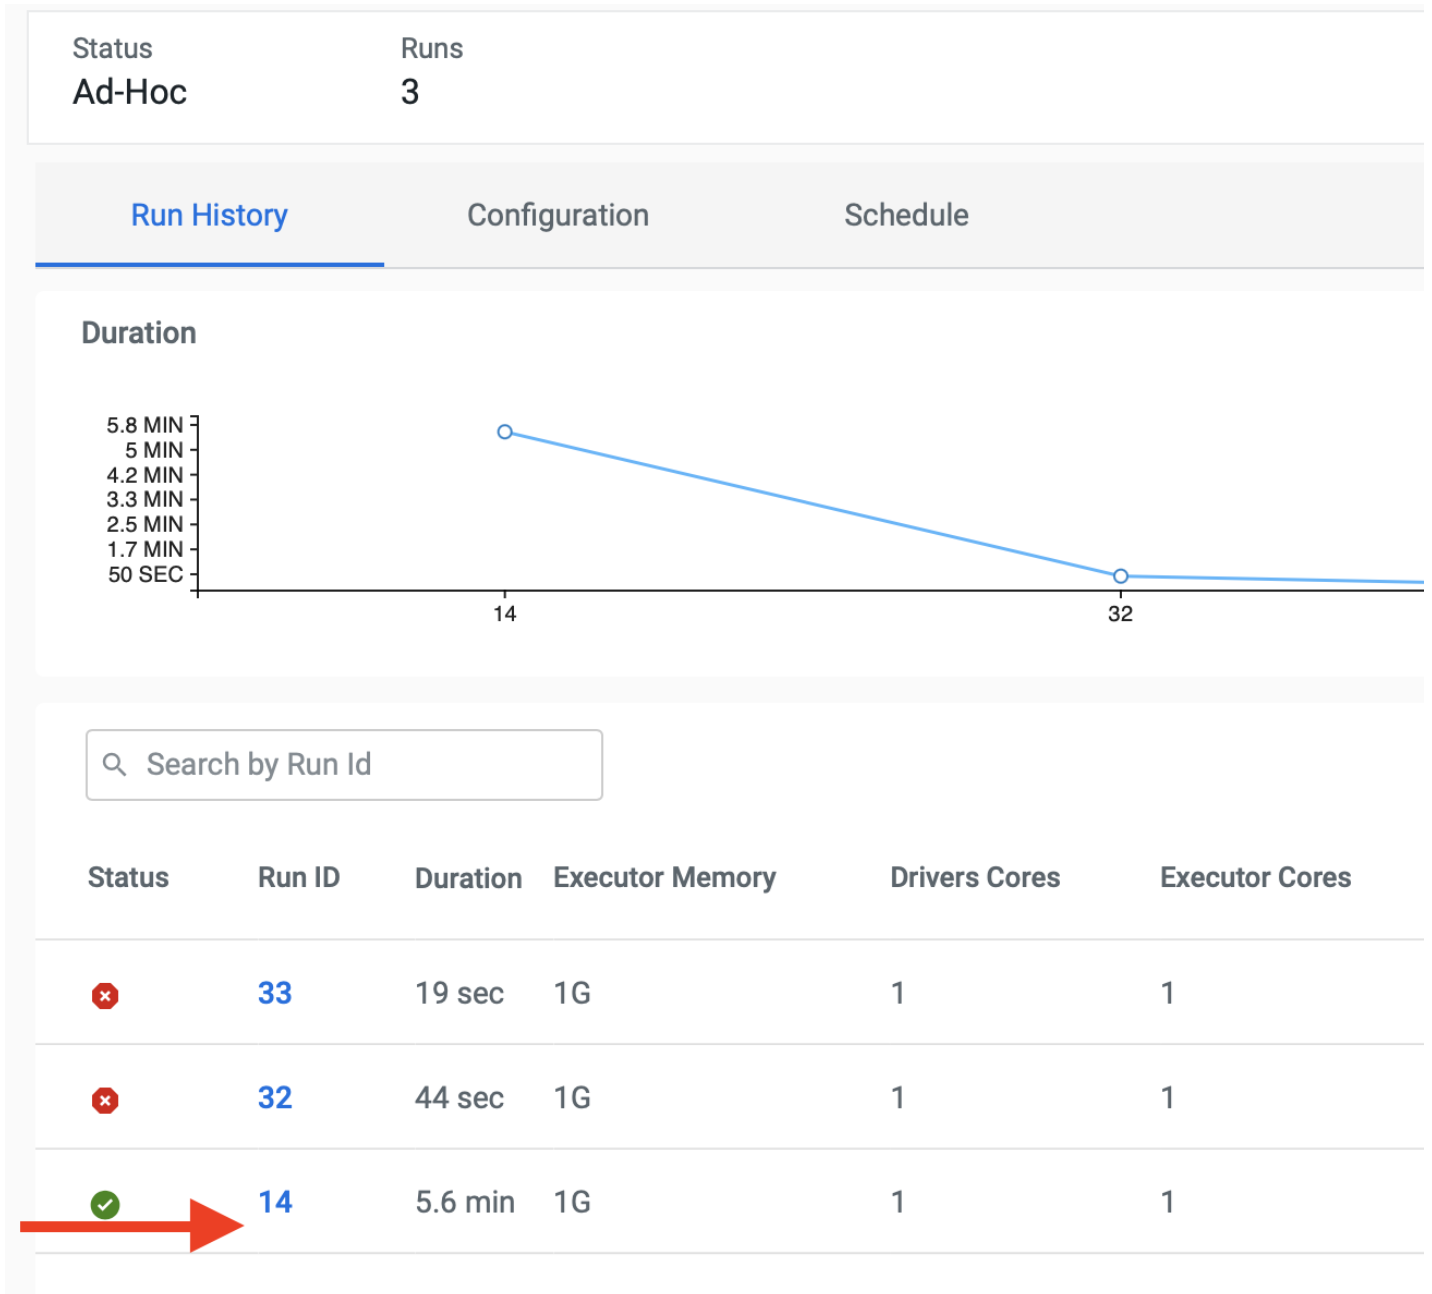 Status Runs
Ad-Hoc 3
Run History Configuration Schedule
Duration
5.8 MIN
5 MIN
4.2 MIN
3.3 MIN
2.5 MIN
1.7 MIN
50 SEC
14 32
Search by Run Id
Status Run ID Duration Executor Memory Drivers Cores Executor Cores
33 19 sec 1G 1 1
32 44 sec 1G 1 1
14 5.6 min 1G 1 1